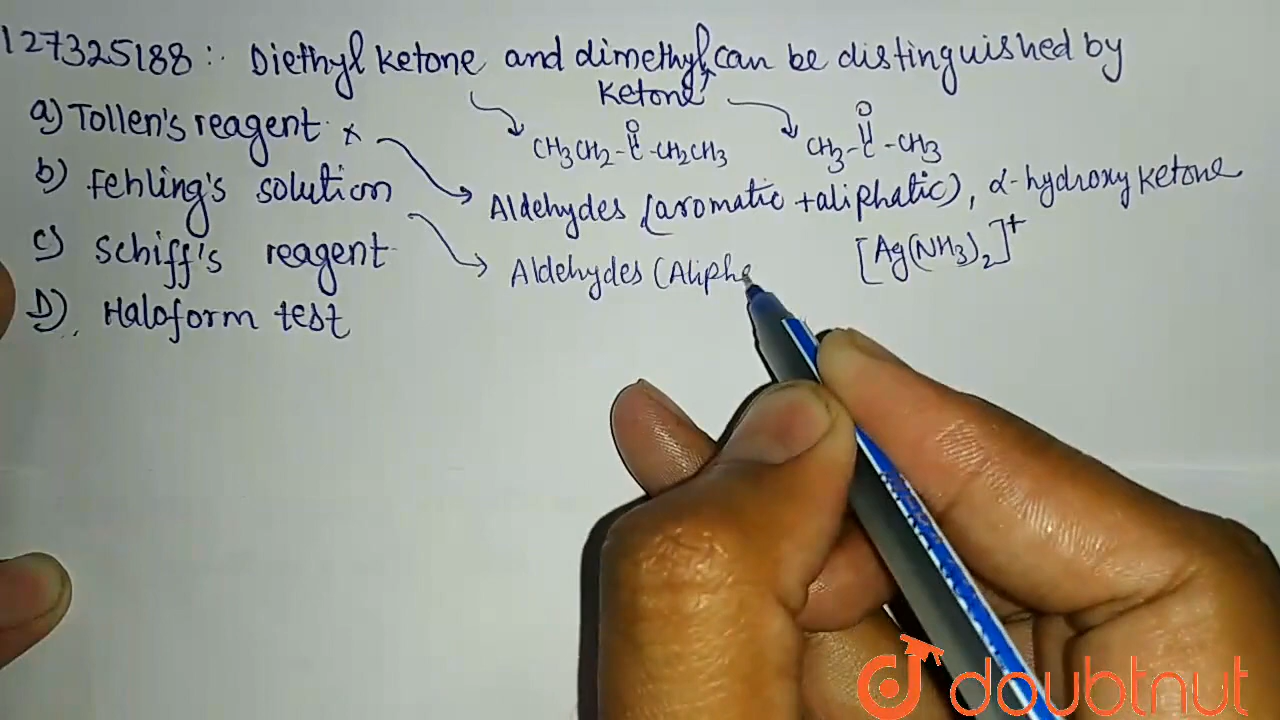 127325188:- Diethyl ketone and dimethyl can be distinguished by
ketone
a) Tollen's reagent x
CH3CH2-C-CH2CH3
O
CH3-C-CH3
O
b) Fehling's solution
Aldehydes (aromatic + aliphatic), α-hydroxy ketone
c) Schiff's reagent
[Ag(NH3)2]+
Aldehydes (Alipha
D) Haloform test
doubtnut